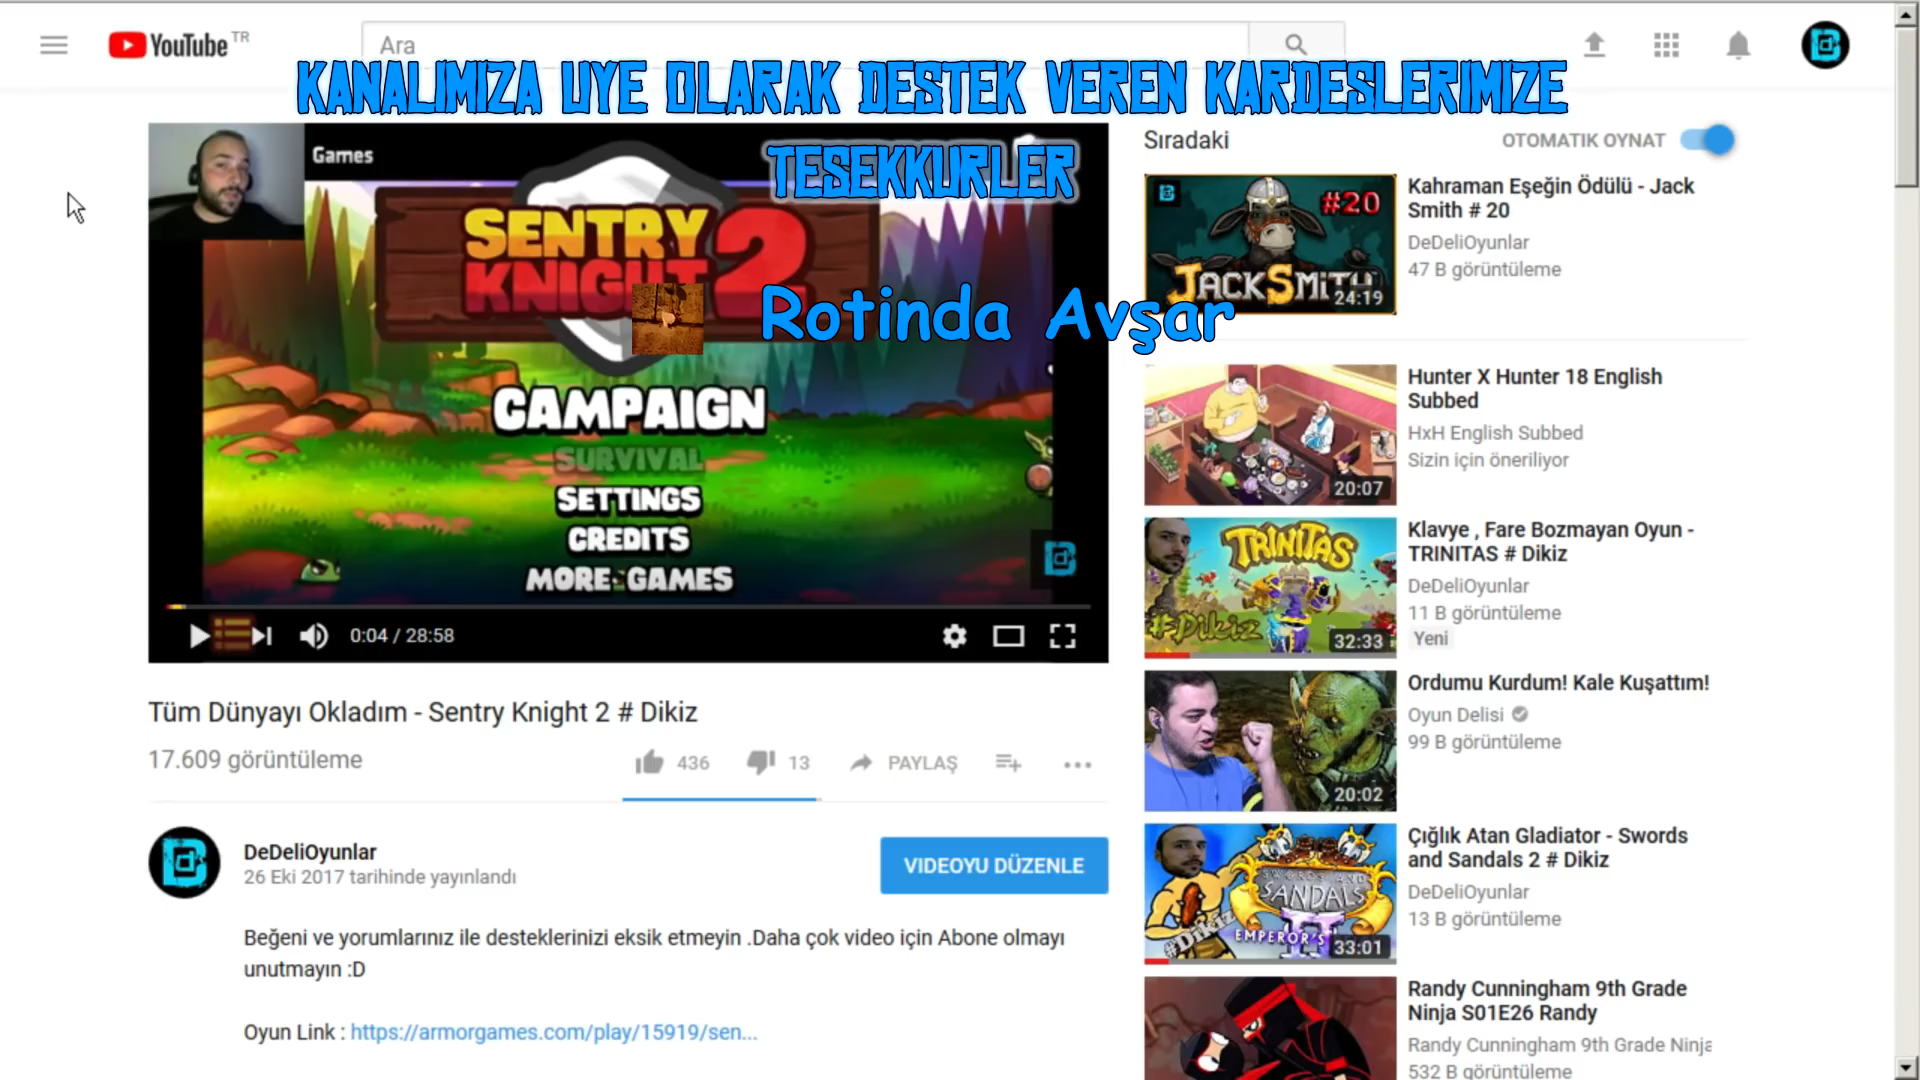 YouTube TR
Ara
KANALIMIZA UYE OLARAK DESTEK VEREN KARDESLERIMIZE
TESEKKURLER
Rotinda Avşar
Games
SENTRY
KNIGHT 2
CAMPAIGN
SURVIVAL
SETTINGS
CREDITS
MORE GAMES
0:04 / 28:58
Tüm Dünyayı Okladım - Sentry Knight 2 # Dikiz
17.609 görüntüleme
436
13
PAYLAŞ
DeDeliOyunlar
26 Eki 2017 tarihinde yayınlandı
VIDEOYU DÜZENLE
Beğeni ve yorumlarınız ile desteklerinizi eksik etmeyin .Daha çok video için Abone olmayı
unutmayın :D
Oyun Link : https://armorgames.com/play/15919/sen...
Sıradaki
OTOMATIK OYNAT
#20
JACKSMITH
24:19
Kahraman Eşeğin Ödülü - Jack
Smith # 20
DeDeliOyunlar
47 B görüntüleme
20:07
Hunter X Hunter 18 English
Subbed
HxH English Subbed
Sizin için öneriliyor
TRINITAS
#Dikiz
32:33
Klavye , Fare Bozmayan Oyun -
TRINITAS # Dikiz
DeDeliOyunlar
11 B görüntüleme
Yeni
20:02
Ordumu Kurdum! Kale Kuşattım!
Oyun Delisi
99 B görüntüleme
SWORDS AND
SANDALS
II
EMPEROR'S
#Dikiz
33:01
Çığlık Atan Gladiator - Swords
and Sandals 2 # Dikiz
DeDeliOyunlar
13 B görüntüleme
Randy Cunningham 9th Grade
Ninja S01E26 Randy
Randy Cunningham 9th Grade Ninja
532 B görüntüleme